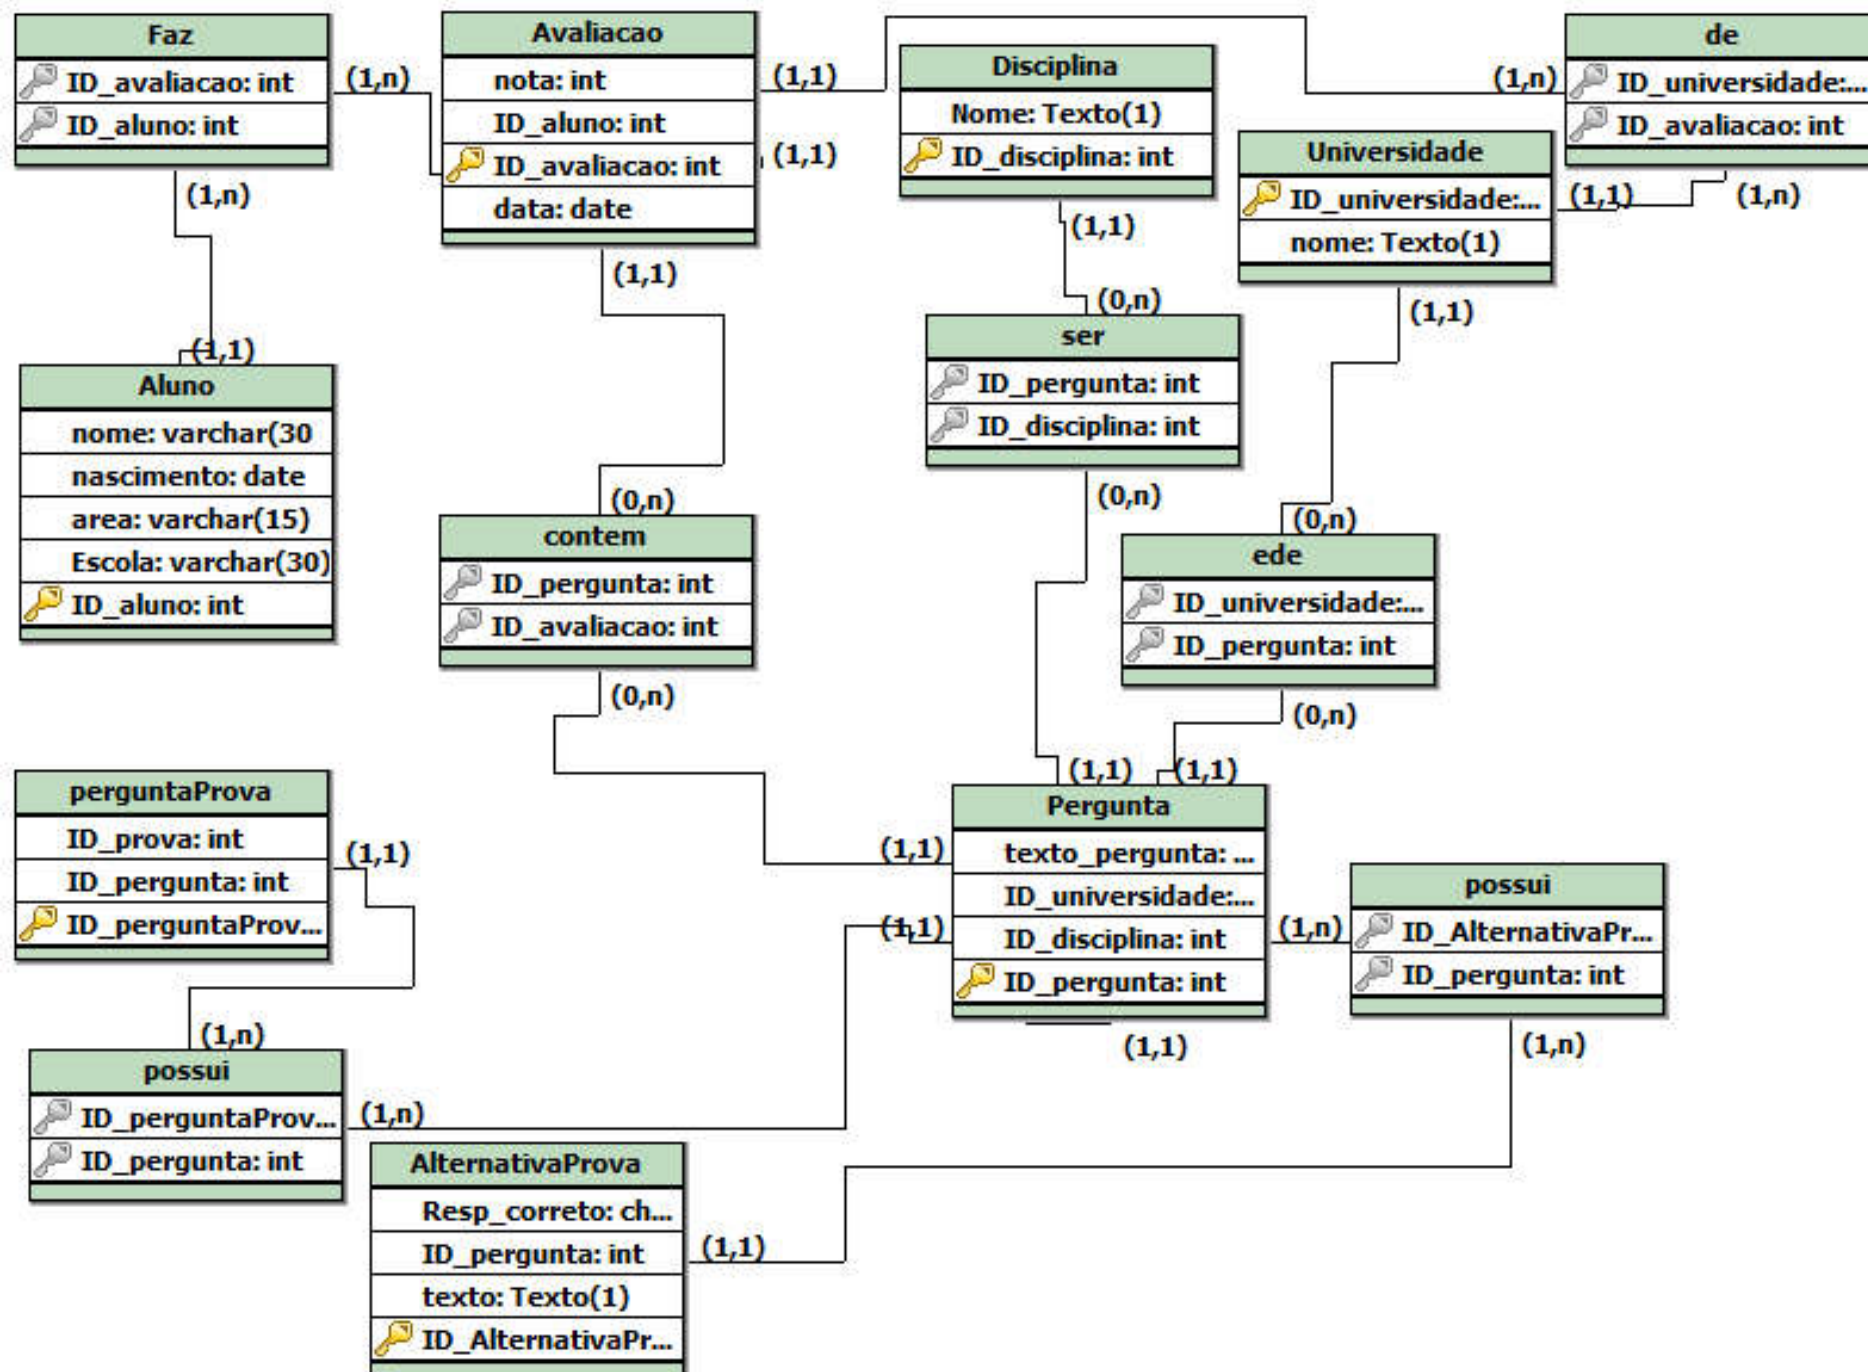 Faz
ID_avaliacao: int
ID_aluno: int
(1,n)
(1,n)
Avaliacao
nota: int
ID_aluno: int
ID_avaliacao: int
data: date
(1,1)
(1,1)
(1,1)
Disciplina
Nome: Texto(1)
ID_disciplina: int
(1,1)
de
ID_universidade:...
ID_avaliacao: int
(1,n)
(1,n)
Universidade
ID_universidade:...
nome: Texto(1)
(1,1)
(1,1)
(1,1)
Aluno
nome: varchar(30
nascimento: date
area: varchar(15)
Escola: varchar(30)
ID_aluno: int
(0,n)
ser
ID_pergunta: int
ID_disciplina: int
(0,n)
(0,n)
contem
ID_pergunta: int
ID_avaliacao: int
(0,n)
(0,n)
ede
ID_universidade:...
ID_pergunta: int
(0,n)
perguntaProva
ID_prova: int
ID_pergunta: int
ID_perguntaProv...
(1,1)
(1,1)
(1,1)
Pergunta
texto_pergunta: ...
ID_universidade:...
ID_disciplina: int
ID_pergunta: int
(1,1)
(1,1)
(1,n)
(1,1)
possui
ID_AlternativaPr...
ID_pergunta: int
(1,n)
(1,n)
possui
ID_perguntaProv...
ID_pergunta: int
(1,n)
AlternativaProva
Resp_correto: ch...
ID_pergunta: int
texto: Texto(1)
ID_AlternativaPr...
(1,1)